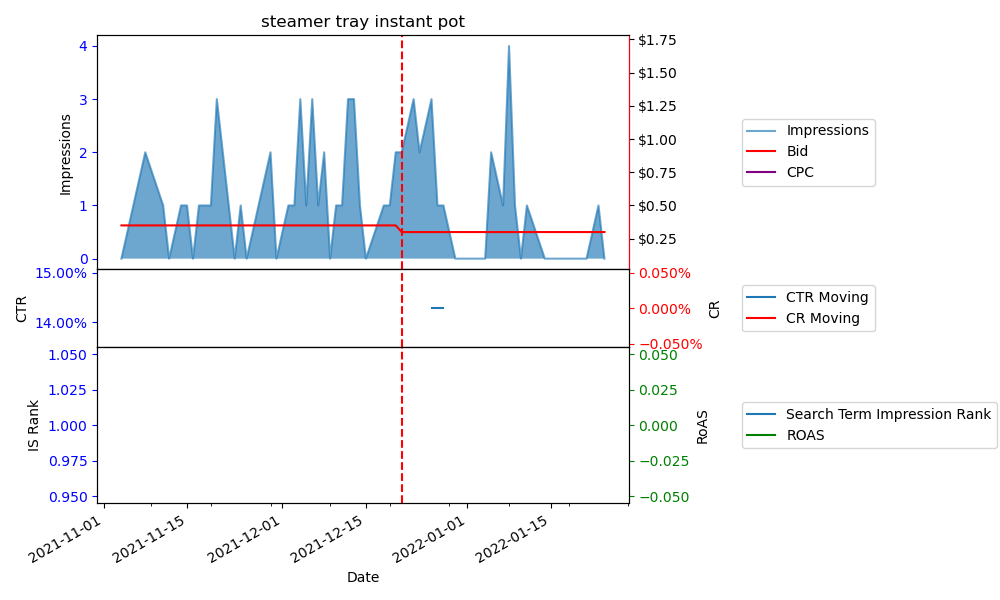 steamer tray instant pot
4
3
2
1
0
Impressions
$1.75
$1.50
$1.25
$1.00
$0.75
$0.50
$0.25
Impressions
Bid
CPC
15.00%
14.00%
CTR
0.050%
0.000%
−0.050%
CR
CTR Moving
CR Moving
1.050
1.025
1.000
0.975
0.950
IS Rank
0.050
0.025
0.000
−0.025
−0.050
RoAS
Search Term Impression Rank
ROAS
2021-11-01
2021-11-15
2021-12-01
2021-12-15
2022-01-01
2022-01-15
Date